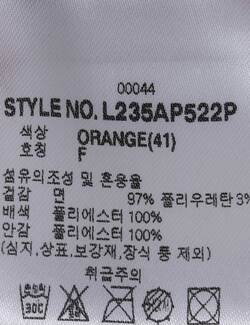 00044
STYLE NO. L235AP522P
색상 ORANGE(41)
호칭 F
섬유의조성 및 혼용율
겉감 면 97% 폴리우레탄 3%
배색 폴리에스터 100%
안감 폴리에스터 100%
(심지,상표,보강재,장식 등 제외)
취급주의
30℃